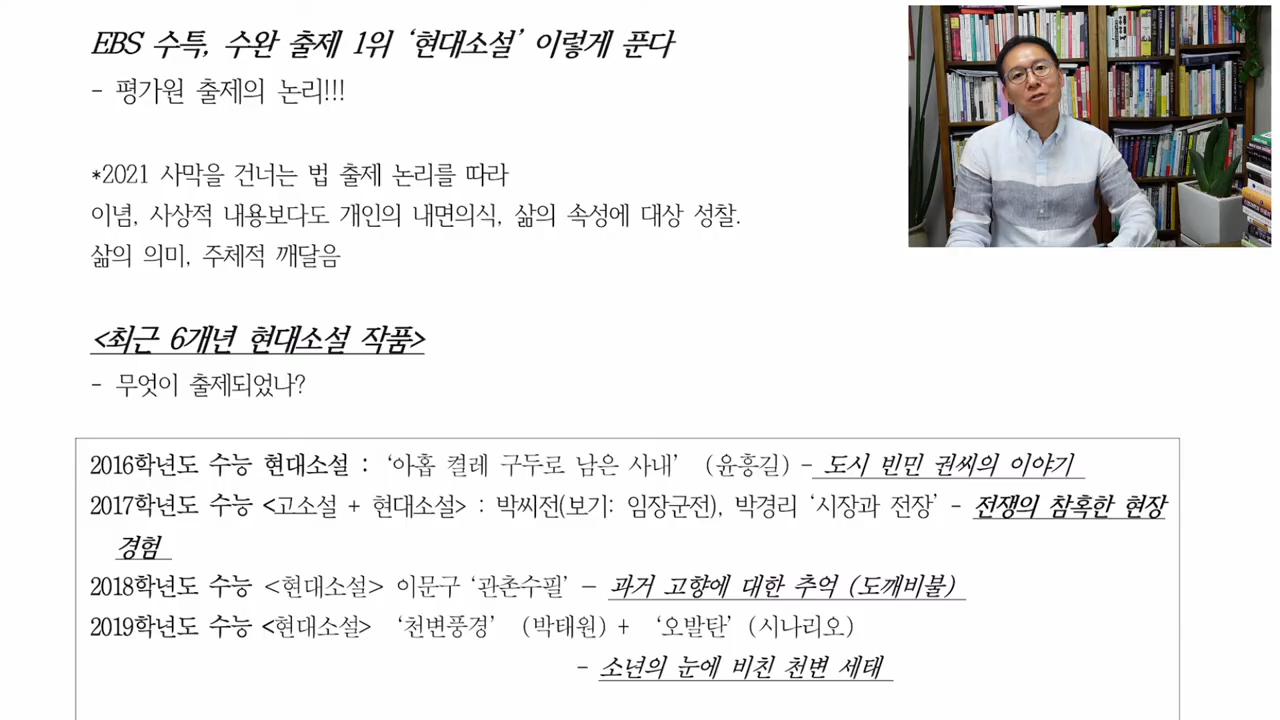 EBS 수특, 수완 출제 1위 ‘현대소설’ 이렇게 푼다
- 평가원 출제의 논리!!!
*2021 사막을 건너는 법 출제 논리를 따라
이념, 사상적 내용보다도 개인의 내면의식, 삶의 속성에 대상 성찰.
삶의 의미, 주체적 깨달음
<최근 6개년 현대소설 작품>
- 무엇이 출제되었나?
2016학년도 수능 현대소설 : ‘아홉 켤레 구두로 남은 사내’ (윤흥길) - 도시 빈민 권씨의 이야기
2017학년도 수능 <고소설 + 현대소설> : 박씨전(보기: 임장군전), 박경리 ‘시장과 전장’ - 전쟁의 참혹한 현장
경험
2018학년도 수능 <현대소설> 이문구 ‘관촌수필’ - 과거 고향에 대한 추억 (도깨비불)
2019학년도 수능 <현대소설> ‘천변풍경’ (박태원) + ‘오발탄’ (시나리오)
- 소년의 눈에 비친 천변 세태